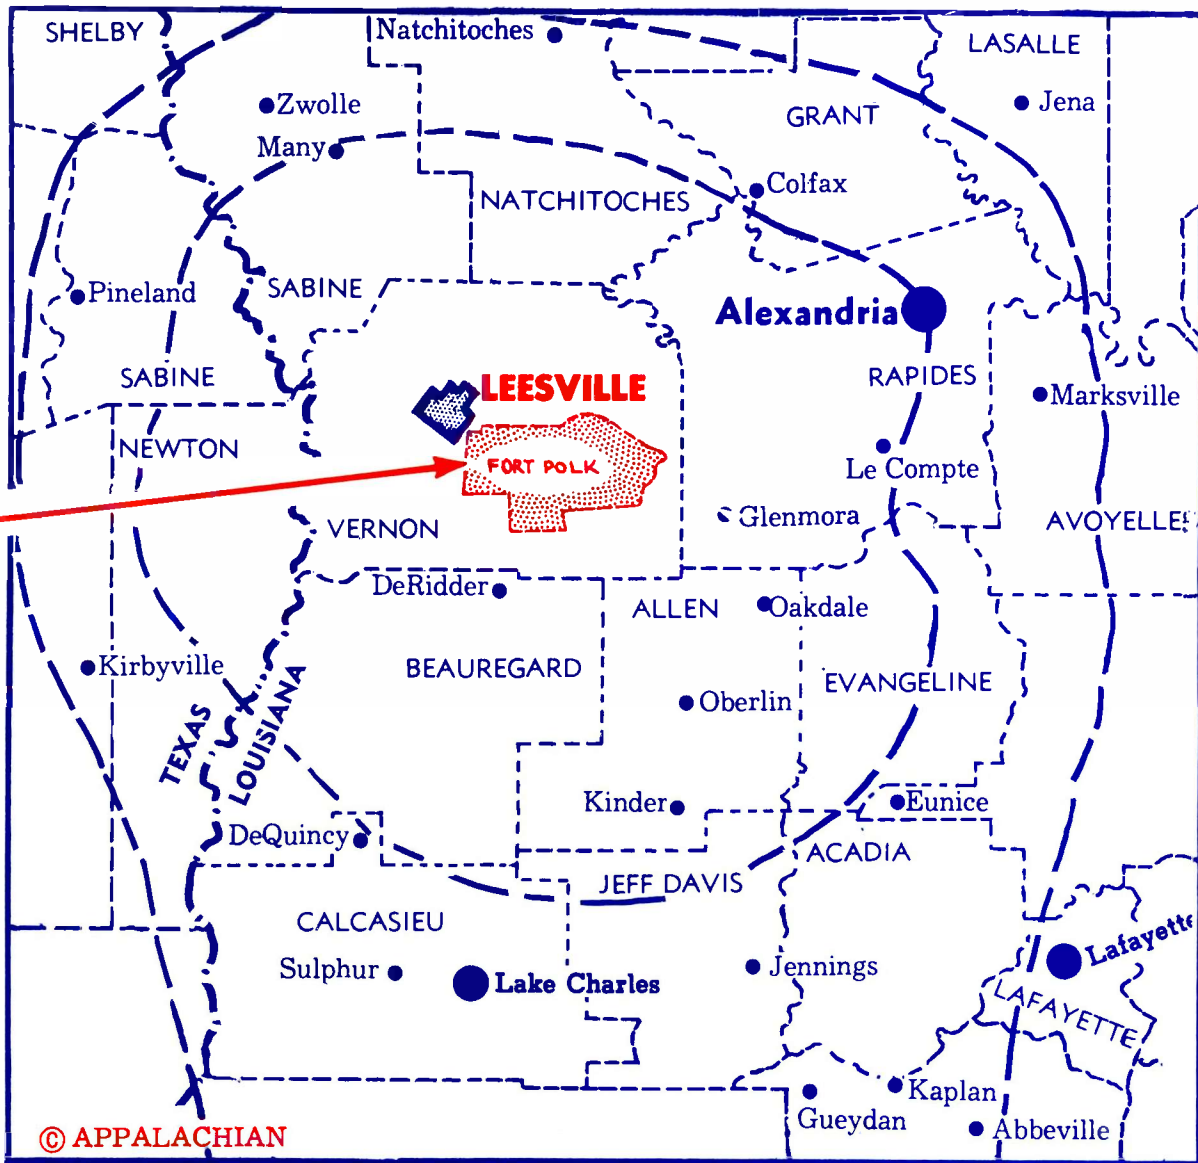 SHELBY
Natchitoches
LASALLE
Zwolle
Jena
GRANT
Many
Colfax
NATCHITOCHES
Pineland
SABINE
Alexandria
SABINE
LEESVILLE
RAPIDES
Marksville
NEWTON
FORT POLK
Le Compte
VERNON
Glenmora
AVOYELLES
DeRidder
ALLEN
Oakdale
Kirbyville
BEAUREGARD
EVANGELINE
Oberlin
TEXAS
LOUISIANA
Kinder
Eunice
DeQuincy
ACADIA
JEFF DAVIS
CALCASIEU
Lafayette
Sulphur
Lake Charles
Jennings
LAFAYETTE
Kaplan
Gueydan
Abbeville
© APPALACHIAN